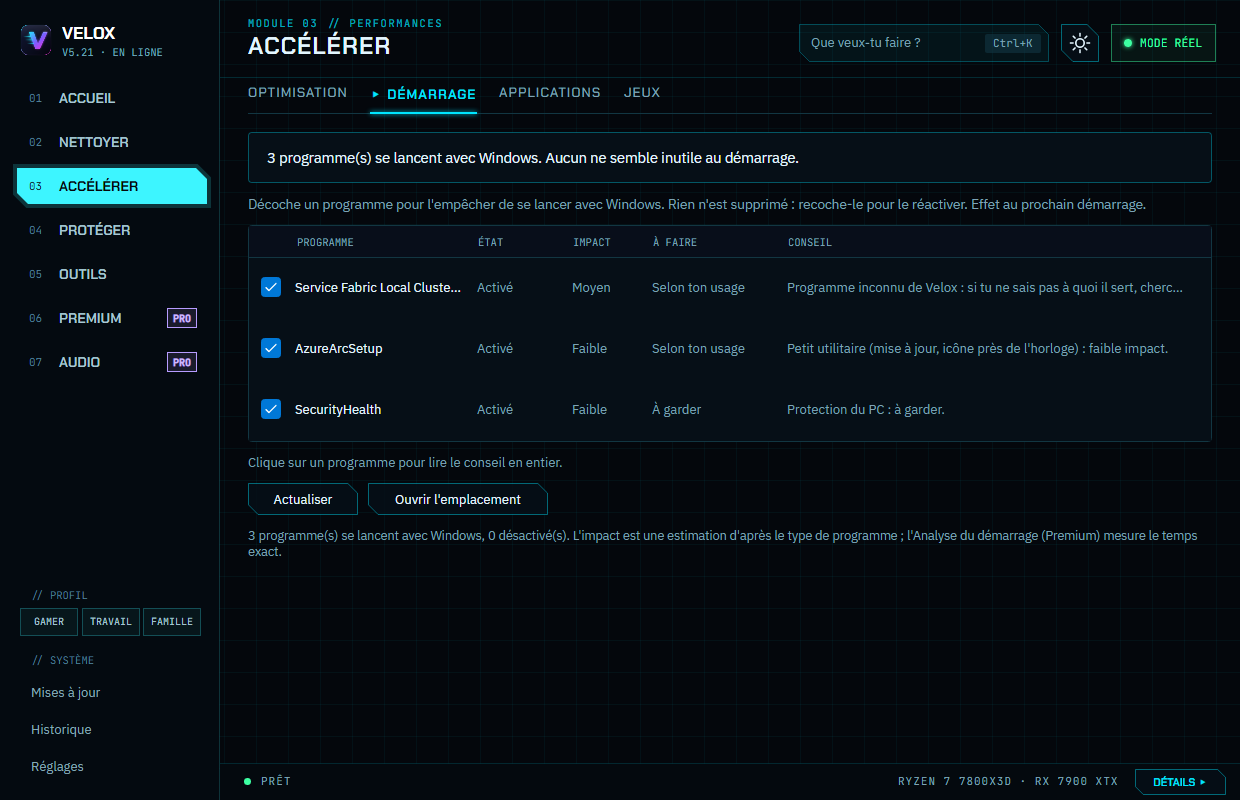 VELOX
V5.21 · EN LIGNE
01 ACCUEIL
02 NETTOYER
03 ACCÉLÉRER
04 PROTÉGER
05 OUTILS
06 PREMIUM PRO
07 AUDIO PRO
// PROFIL
GAMER TRAVAIL FAMILLE
// SYSTÈME
Mises à jour
Historique
Réglages
MODULE 03 // PERFORMANCES
ACCÉLÉRER
Que veux-tu faire ? Ctrl+K
MODE RÉEL
OPTIMISATION ▸ DÉMARRAGE APPLICATIONS JEUX
3 programme(s) se lancent avec Windows. Aucun ne semble inutile au démarrage.
Décoche un programme pour l'empêcher de se lancer avec Windows. Rien n'est supprimé : recoche-le pour le réactiver. Effet au prochain démarrage.
PROGRAMME ÉTAT IMPACT À FAIRE CONSEIL
Service Fabric Local Cluste... Activé Moyen Selon ton usage Programme inconnu de Velox : si tu ne sais pas à quoi il sert, cherc...
AzureArcSetup Activé Faible Selon ton usage Petit utilitaire (mise à jour, icône près de l'horloge) : faible impact.
SecurityHealth Activé Faible À garder Protection du PC : à garder.
Clique sur un programme pour lire le conseil en entier.
Actualiser Ouvrir l'emplacement
3 programme(s) se lancent avec Windows, 0 désactivé(s). L'impact est une estimation d'après le type de programme ; l'Analyse du démarrage (Premium) mesure le temps
exact.
PRÊT
RYZEN 7 7800X3D · RX 7900 XTX
DÉTAILS ▸